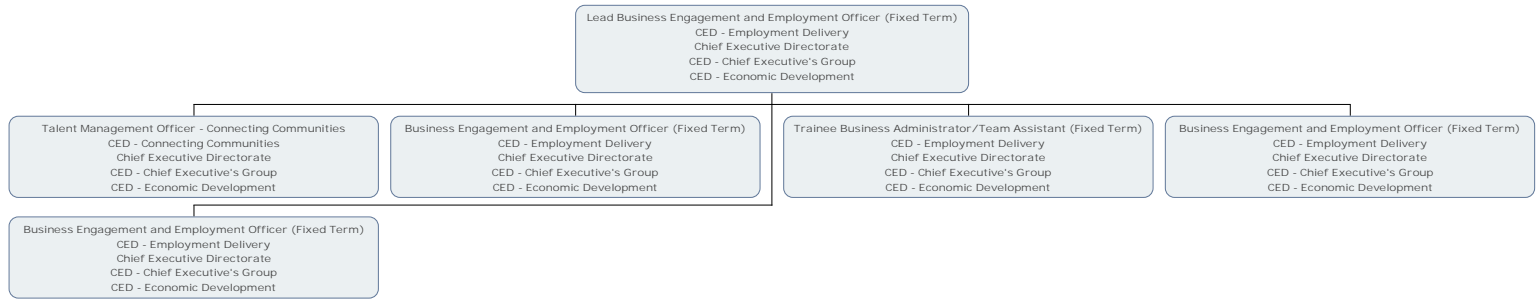 Lead Business Engagement and Employment Officer (Fixed Term)
CED - Employment Delivery
Chief Executive Directorate
CED - Chief Executive's Group
CED - Economic Development
Talent Management Officer - Connecting Communities
CED - Connecting Communities
Chief Executive Directorate
CED - Chief Executive's Group
CED - Economic Development
Business Engagement and Employment Officer (Fixed Term)
CED - Employment Delivery
Chief Executive Directorate
CED - Chief Executive's Group
CED - Economic Development
Trainee Business Administrator/Team Assistant (Fixed Term)
CED - Employment Delivery
Chief Executive Directorate
CED - Chief Executive's Group
CED - Economic Development
Business Engagement and Employment Officer (Fixed Term)
CED - Employment Delivery
Chief Executive Directorate
CED - Chief Executive's Group
CED - Economic Development
Business Engagement and Employment Officer (Fixed Term)
CED - Employment Delivery
Chief Executive Directorate
CED - Chief Executive's Group
CED - Economic Development